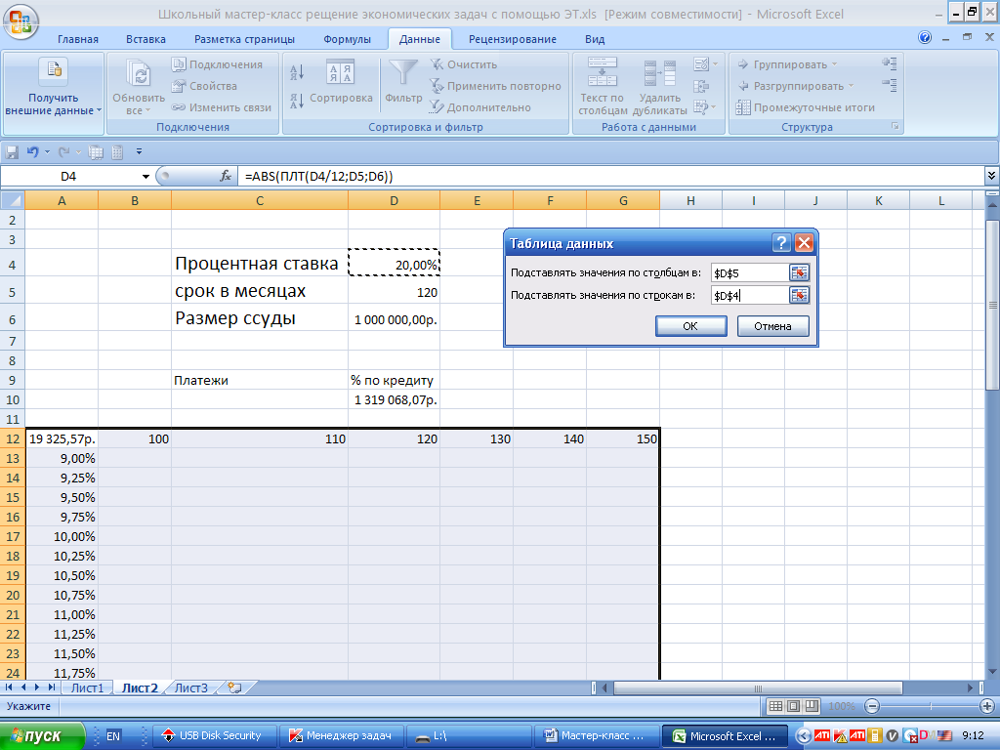 Школьный мастер-класс рещение экономических задач с помощью ЭТ.xls [Режим совместимости] - Microsoft Excel
Главная Вставка Разметка страницы Формулы Данные Рецензирование Вид
Получить внешние данные
Обновить все
Подключения
Свойства
Изменить связи
Подключения
Сортировка
Фильтр
Очистить
Применить повторно
Дополнительно
Сортировка и фильтр
Текст по столбцам
Удалить дубликаты
Работа с данными
Группировать
Разгруппировать
Промежуточные итоги
Структура
D4 fx =ABS(ПЛТ(D4/12;D5;D6))
A B C D E F G H I J K L
2
3
4 Процентная ставка 20,00%
5 срок в месяцах 120
6 Размер ссуды 1 000 000,00р.
7
8
9 Платежи % по кредиту
10 1 319 068,07р.
11
12 19 325,57р. 100 110 120 130 140 150
13 9,00%
14 9,25%
15 9,50%
16 9,75%
17 10,00%
18 10,25%
19 10,50%
20 10,75%
21 11,00%
22 11,25%
23 11,50%
24 11,75%
Таблица данных
Подставлять значения по столбцам в: $D$5
Подставлять значения по строкам в: $D$4
ОК Отмена
Лист1 Лист2 Лист3
Укажите 100%
пуск EN USB Disk Security Менеджер задач L:\ Мастер-класс ... Microsoft Excel ... 9:12